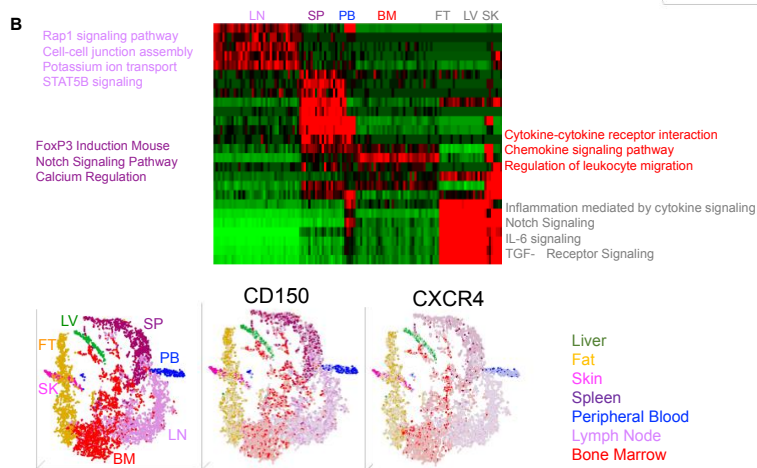 B
LN SP PB BM FT LV SK
Rap1 signaling pathway
Cell-cell junction assembly
Potassium ion transport
STAT5B signaling
FoxP3 Induction Mouse
Notch Signaling Pathway
Calcium Regulation
Cytokine-cytokine receptor interaction
Chemokine signaling pathway
Regulation of leukocyte migration
Inflammation mediated by cytokine signaling
Notch Signaling
IL-6 signaling
TGF- Receptor Signaling
LV
SP
FT
PB
SK
LN
BM
CD150
CXCR4
Liver
Fat
Skin
Spleen
Peripheral Blood
Lymph Node
Bone Marrow